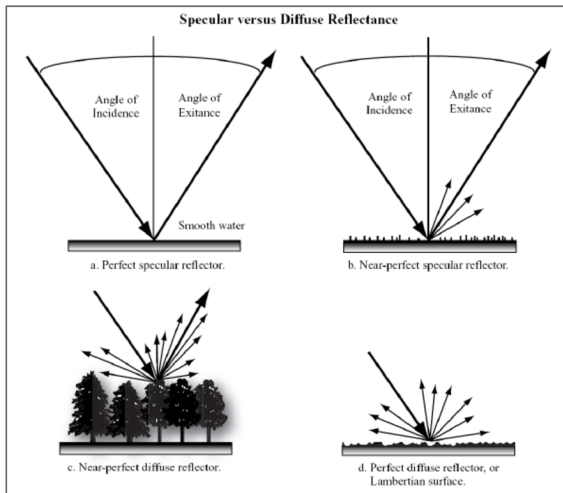 Specular versus Diffuse Reflectance
Angle of
Incidence
Angle of
Exitance
Smooth water
a. Perfect specular reflector.
Angle of
Incidence
Angle of
Exitance
b. Near-perfect specular reflector.
c. Near-perfect diffuse reflector.
d. Perfect diffuse reflector, or
Lambertian surface.